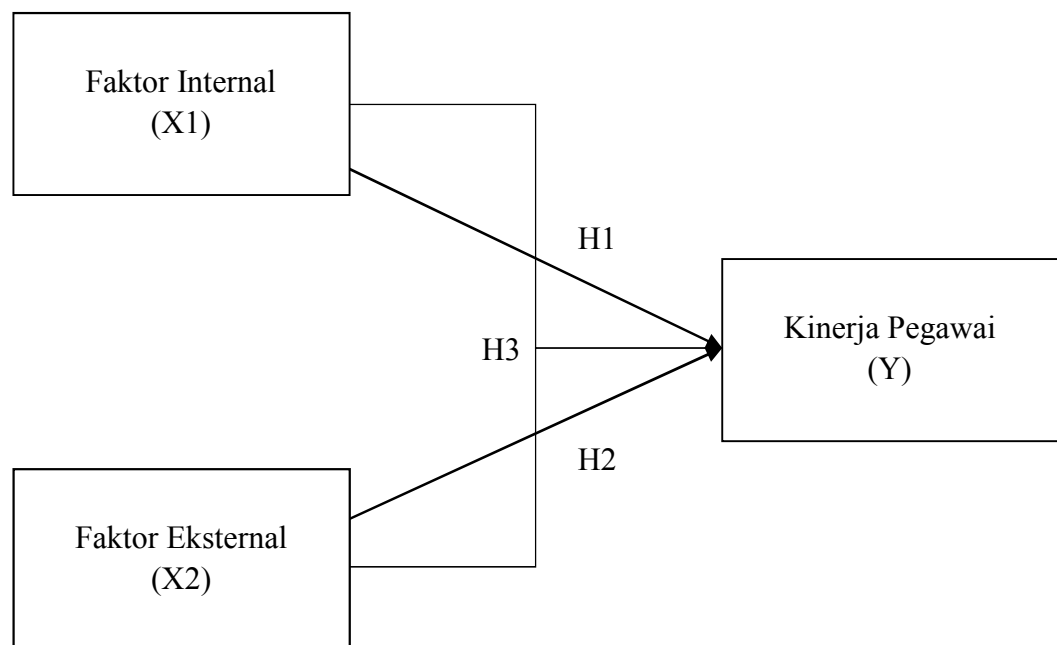 Faktor Internal
(X1)
H1
Kinerja Pegawai
(Y)
H3
H2
Faktor Eksternal
(X2)